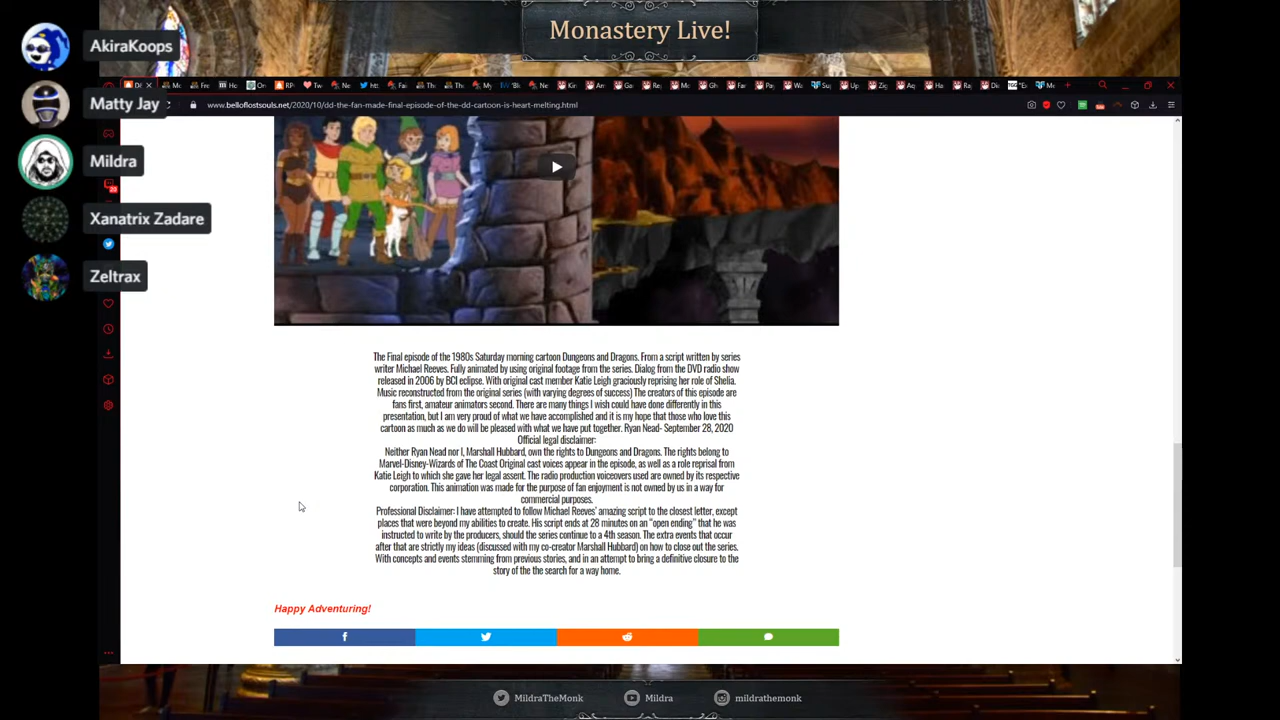 Monastery Live!
AkiraKoops
Matty Jay
Mildra
Xanatrix Zadare
Zeltrax
www.belloflostsouls.net/2020/10/dd-the-fan-made-final-episode-of-the-dd-cartoon-is-heart-melting.html
The Final episode of the 1980s Saturday morning cartoon Dungeons and Dragons. From a script written by series
writer Michael Reeves. Fully animated by using original footage from the series. Dialog from the DVD radio show
released in 2006 by BCI eclipse. With original cast member Katie Leigh graciously reprising her role of Shelia.
Music reconstructed from the original series (with varying degrees of success) The creators of this episode are
fans first, amateur animators second. There are many things I wish could have done differently in this
presentation, but I am very proud of what we have accomplished and it is my hope that those who love this
cartoon as much as we do will be pleased with what we have put together. Ryan Nead- September 28, 2020
Official legal disclaimer:
Neither Ryan Nead nor I, Marshall Hubbard, own the rights to Dungeons and Dragons. The rights belong to
Marvel-Disney-Wizards of The Coast Original cast voices appear in the episode, as well as a role reprisal from
Katie Leigh to which she gave her legal assent. The radio production voiceovers used are owned by its respective
corporation. This animation was made for the purpose of fan enjoyment is not owned by us in a way for
commercial purposes.
Professional Disclaimer: I have attempted to follow Michael Reeves' amazing script to the closest letter, except
places that were beyond my abilities to create. His script ends at 28 minutes on an "open ending" that he was
instructed to write by the producers, should the series continue to a 4th season. The extra events that occur
after that are strictly my ideas (discussed with my co-creator Marshall Hubbard) on how to close out the series.
With concepts and events stemming from previous stories, and in an attempt to bring a definitive closure to the
story of the the search for a way home.
Happy Adventuring!
MildraTheMonk
Mildra
mildrathemonk